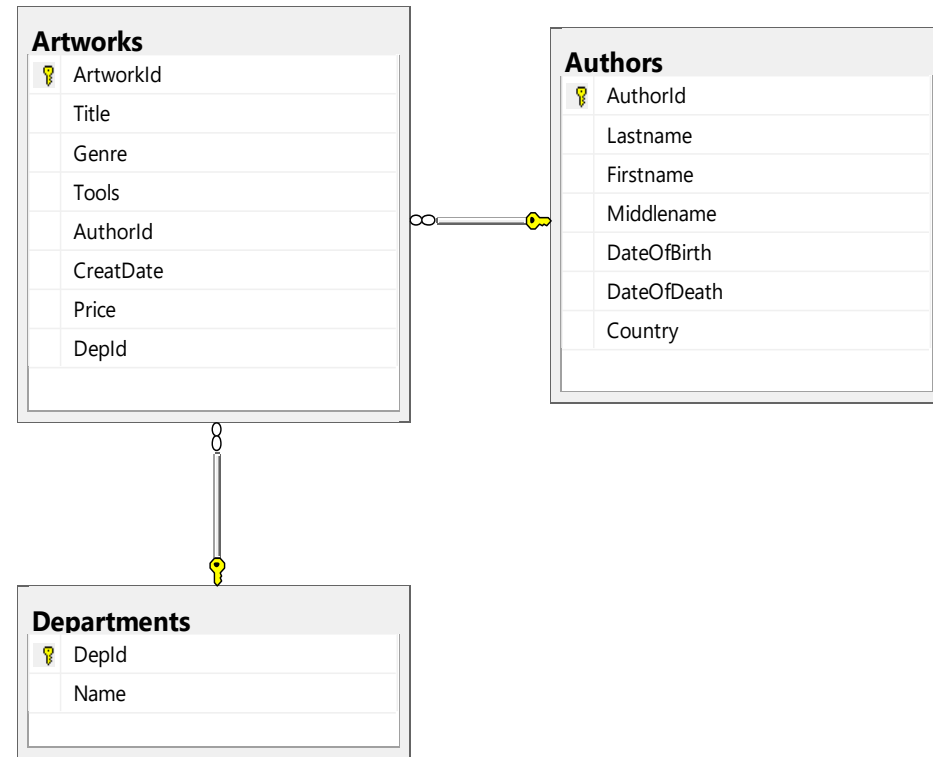 Artworks
ArtworkId
Title
Genre
Tools
AuthorId
CreatDate
Price
DepId
Authors
AuthorId
Lastname
Firstname
Middlename
DateOfBirth
DateOfDeath
Country
Departments
DepId
Name